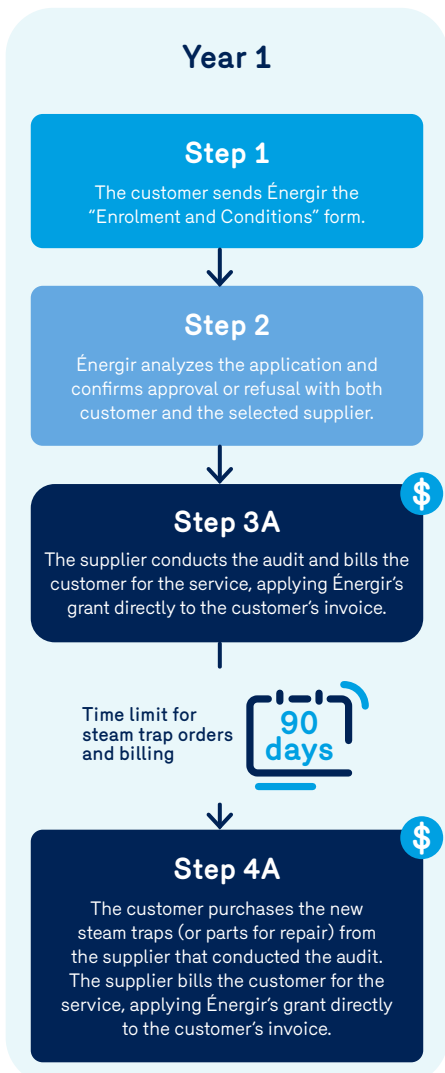 Year 1
Step 1
The customer sends Énergir the
“Enrolment and Conditions” form.
Step 2
Énergir analyzes the application and
confirms approval or refusal with both
customer and the selected supplier.
$
Step 3A
The supplier conducts the audit and bills the
customer for the service, applying Énergir’s
grant directly to the customer’s invoice.
Time limit for
steam trap orders
and billing
90
days
$
Step 4A
The customer purchases the new
steam traps (or parts for repair) from
the supplier that conducted the audit.
The supplier bills the customer for the
service, applying Énergir’s grant directly
to the customer’s invoice.